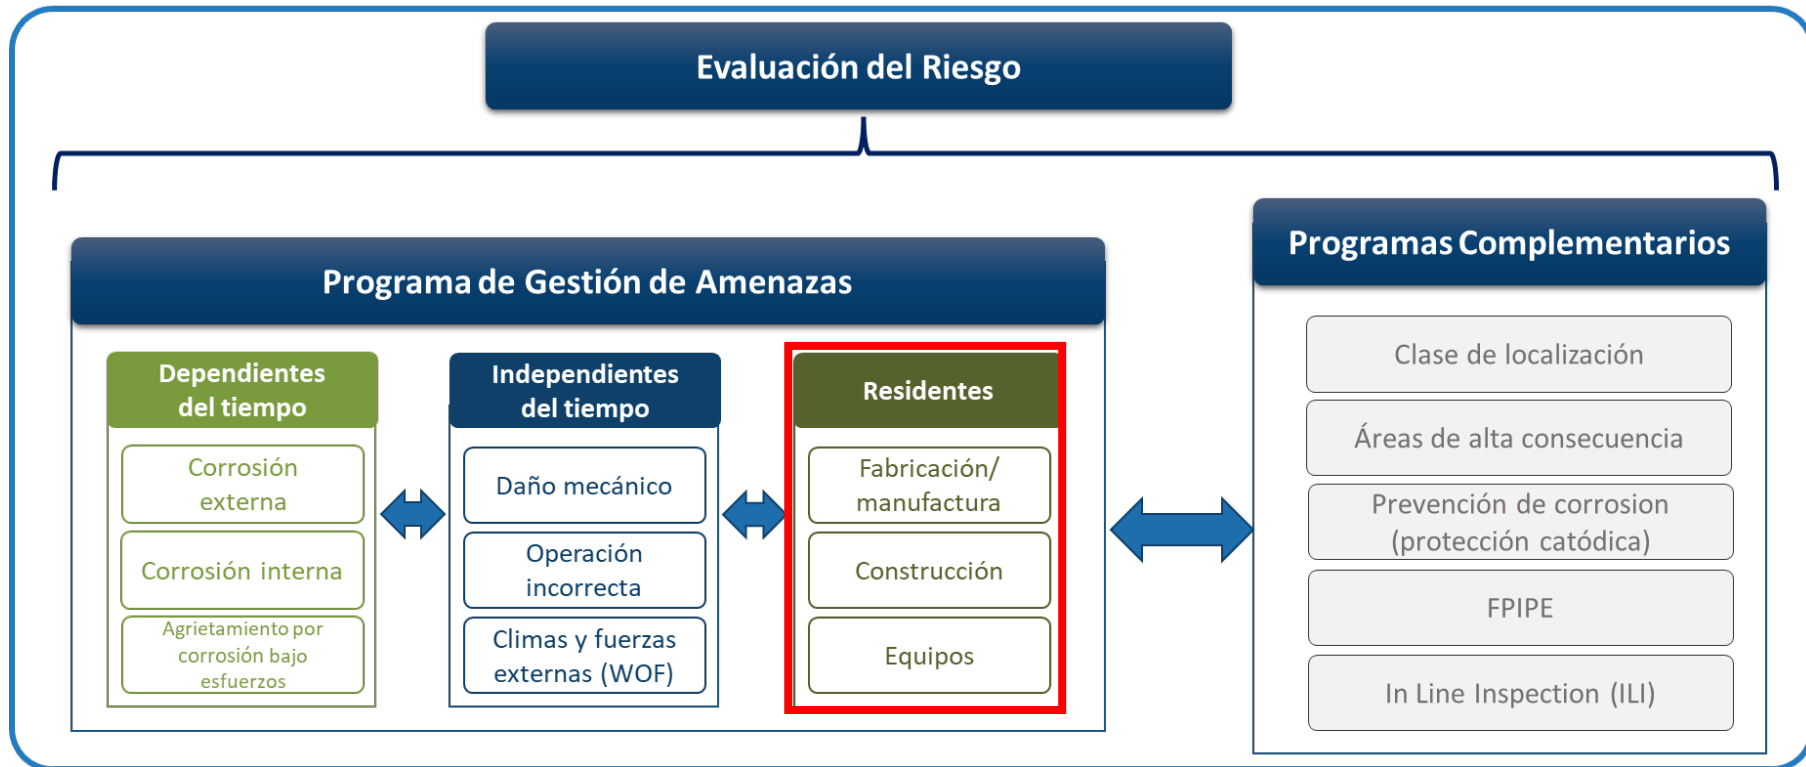 Evaluación del Riesgo
Programa de Gestión de Amenazas
Dependientes
del tiempo
Corrosión
externa
Corrosión interna
Agrietamiento por
corrosión bajo
esfuerzos
Independientes
del tiempo
Daño mecánico
Operación
incorrecta
Climas y fuerzas
externas (WOF)
Residentes
Fabricación/
manufactura
Construcción
Equipos
Programas Complementarios
Clase de localización
Áreas de alta consecuencia
Prevención de corrosion
(protección catódica)
FPIPE
In Line Inspection (ILI)